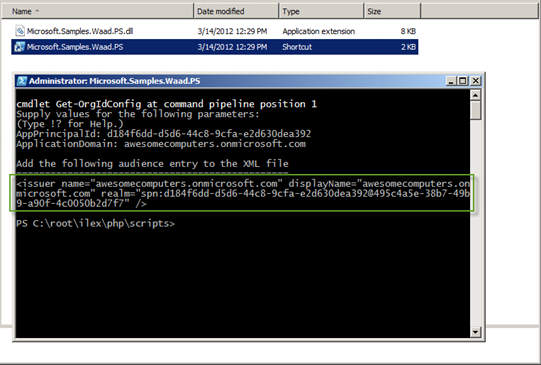 Name Date modified Type Size
Microsoft.Samples.Waad.PS.dll 3/14/2012 12:29 PM Application extension 8 KB
Microsoft.Samples.Waad.PS 3/14/2012 12:29 PM Shortcut 2 KB
Administrator: Microsoft.Samples.Waad.PS
cmdlet Get-OrgIdConfig at command pipeline position 1
Supply values for the following parameters:
(Type !? for Help.)
AppPrincipalId: d184f6dd-d5d6-44c8-9cfa-e2d630dea392
ApplicationDomain: awesomecomputers.onmicrosoft.com
Add the following audience entry to the XML file
------------------------------------------------
<issuer name="awesomecomputers.onmicrosoft.com" displayName="awesomecomputers.on
microsoft.com" realm="spn:d184f6dd-d5d6-44c8-9cfa-e2d630dea392@495c4a5e-38b7-49b
9-a90f-4c0050b2d7f7" />
PS C:\root\ilex\php\scripts>